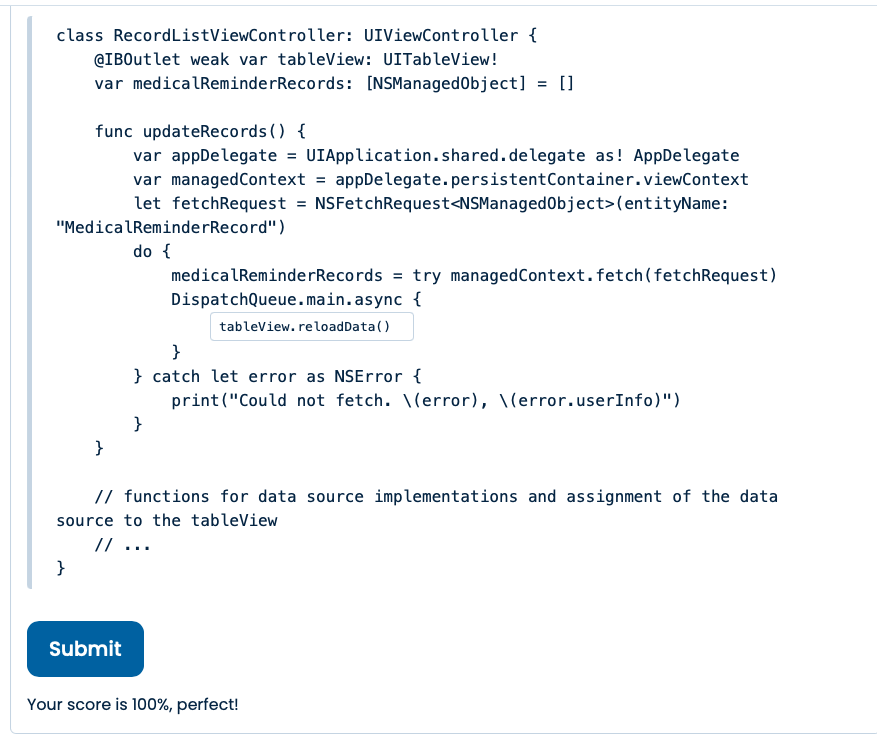 class RecordListViewController: UIViewController {
    @IBOutlet weak var tableView: UITableView!
    var medicalReminderRecords: [NSManagedObject] = []

    func updateRecords() {
        var appDelegate = UIApplication.shared.delegate as! AppDelegate
        var managedContext = appDelegate.persistentContainer.viewContext
        let fetchRequest = NSFetchRequest<NSManagedObject>(entityName:
"MedicalReminderRecord")
        do {
            medicalReminderRecords = try managedContext.fetch(fetchRequest)
            DispatchQueue.main.async {
                tableView.reloadData()
            }
        } catch let error as NSError {
            print("Could not fetch. \(error), \(error.userInfo)")
        }
    }

    // functions for data source implementations and assignment of the data
source to the tableView
    // ...
}
Submit
Your score is 100%, perfect!